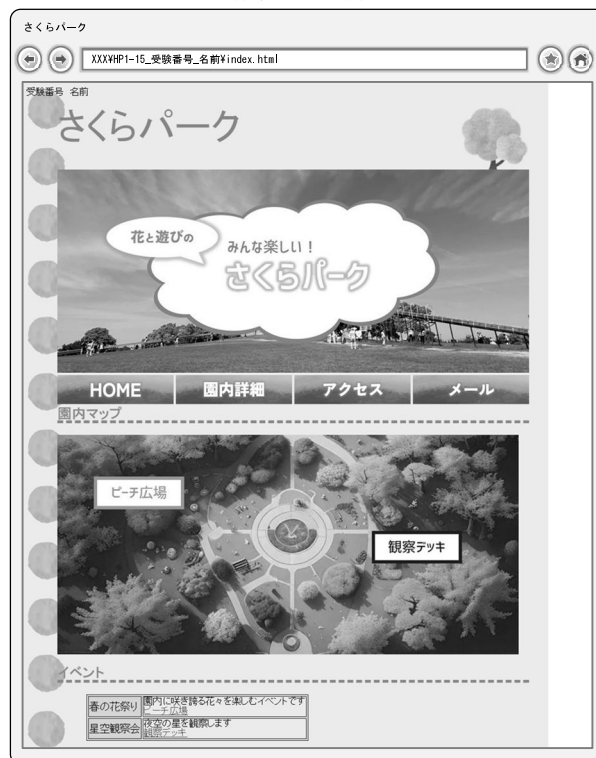 さくらパーク
XXX¥HP1-15_受験番号_名前¥index.html
受験番号 名前
さくらパーク
花と遊びの
みんな楽しい！
さくらパーク
HOME 園内詳細 アクセス メール
園内マップ
ピーチ広場
観察デッキ
イベント
春の花祭り 園内に咲き誇る花々を楽しむイベントです
ピーチ広場
星空観察会 夜空の星を観察します
観察デッキ